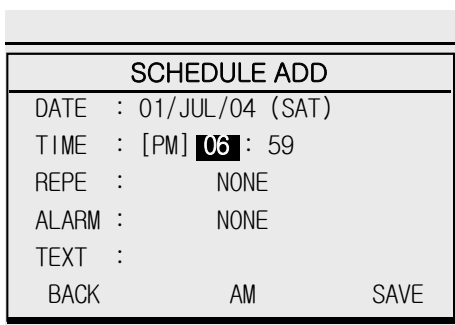 SCHEDULE ADD
DATE : 01/JUL/04 (SAT)
TIME : [PM] 06 : 59
REPE : NONE
ALARM : NONE
TEXT :
BACK AM SAVE